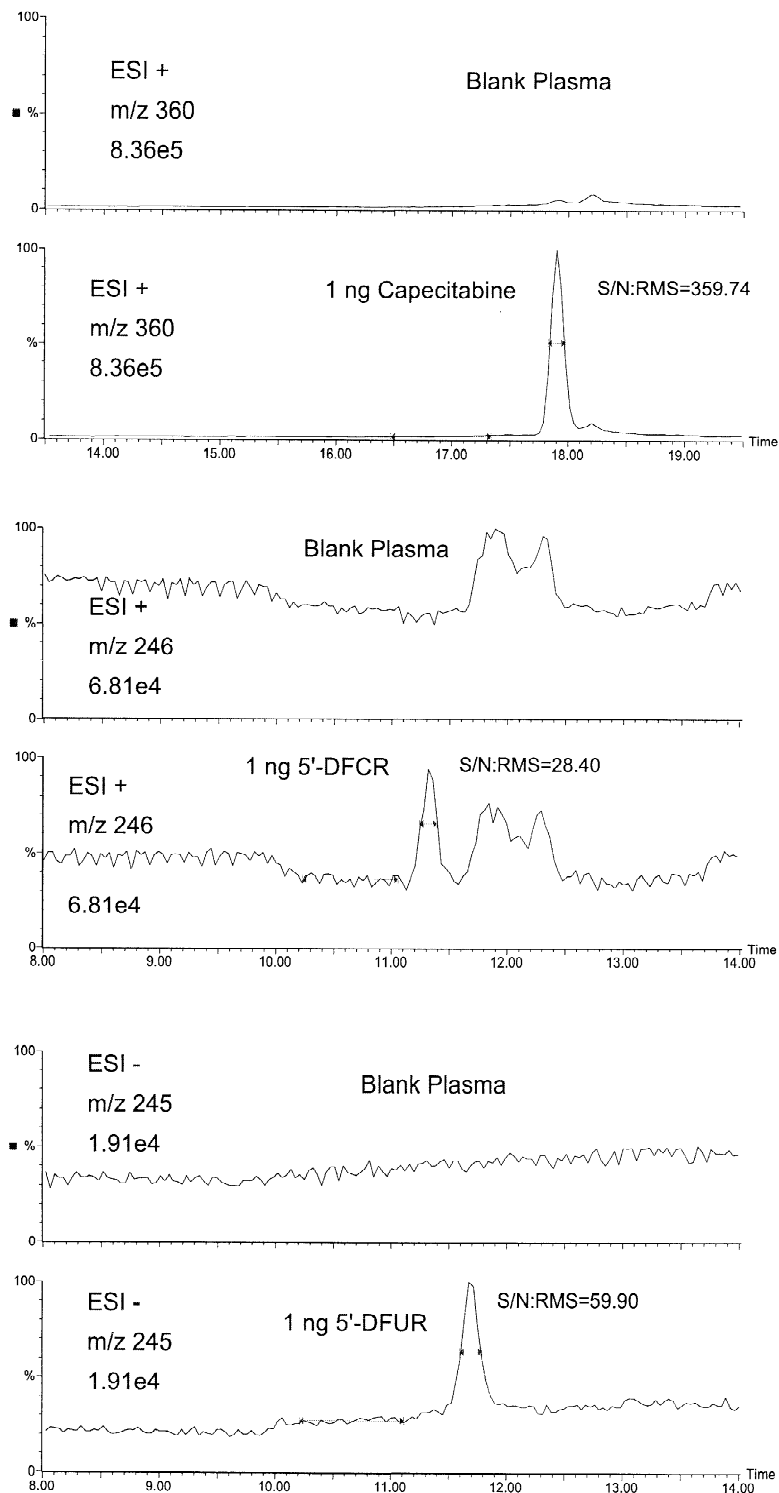 100
ESI +
Blank Plasma
m/z 360
%
8.36e5
0
100
ESI +
1 ng Capecitabine
S/N:RMS=359.74
m/z 360
%
8.36e5
0
Time
14.00 15.00 16.00 17.00 18.00 19.00
100
Blank Plasma
ESI +
%
m/z 246
6.81e4
0
100
1 ng 5'-DFCR
S/N:RMS=28.40
ESI +
m/z 246
%
6.81e4
0
Time
8.00 9.00 10.00 11.00 12.00 13.00 14.00
100
ESI -
Blank Plasma
m/z 245
%
1.91e4
0
100
ESI -
S/N:RMS=59.90
1 ng 5'-DFUR
m/z 245
%
1.91e4
0
Time
8.00 9.00 10.00 11.00 12.00 13.00 14.00